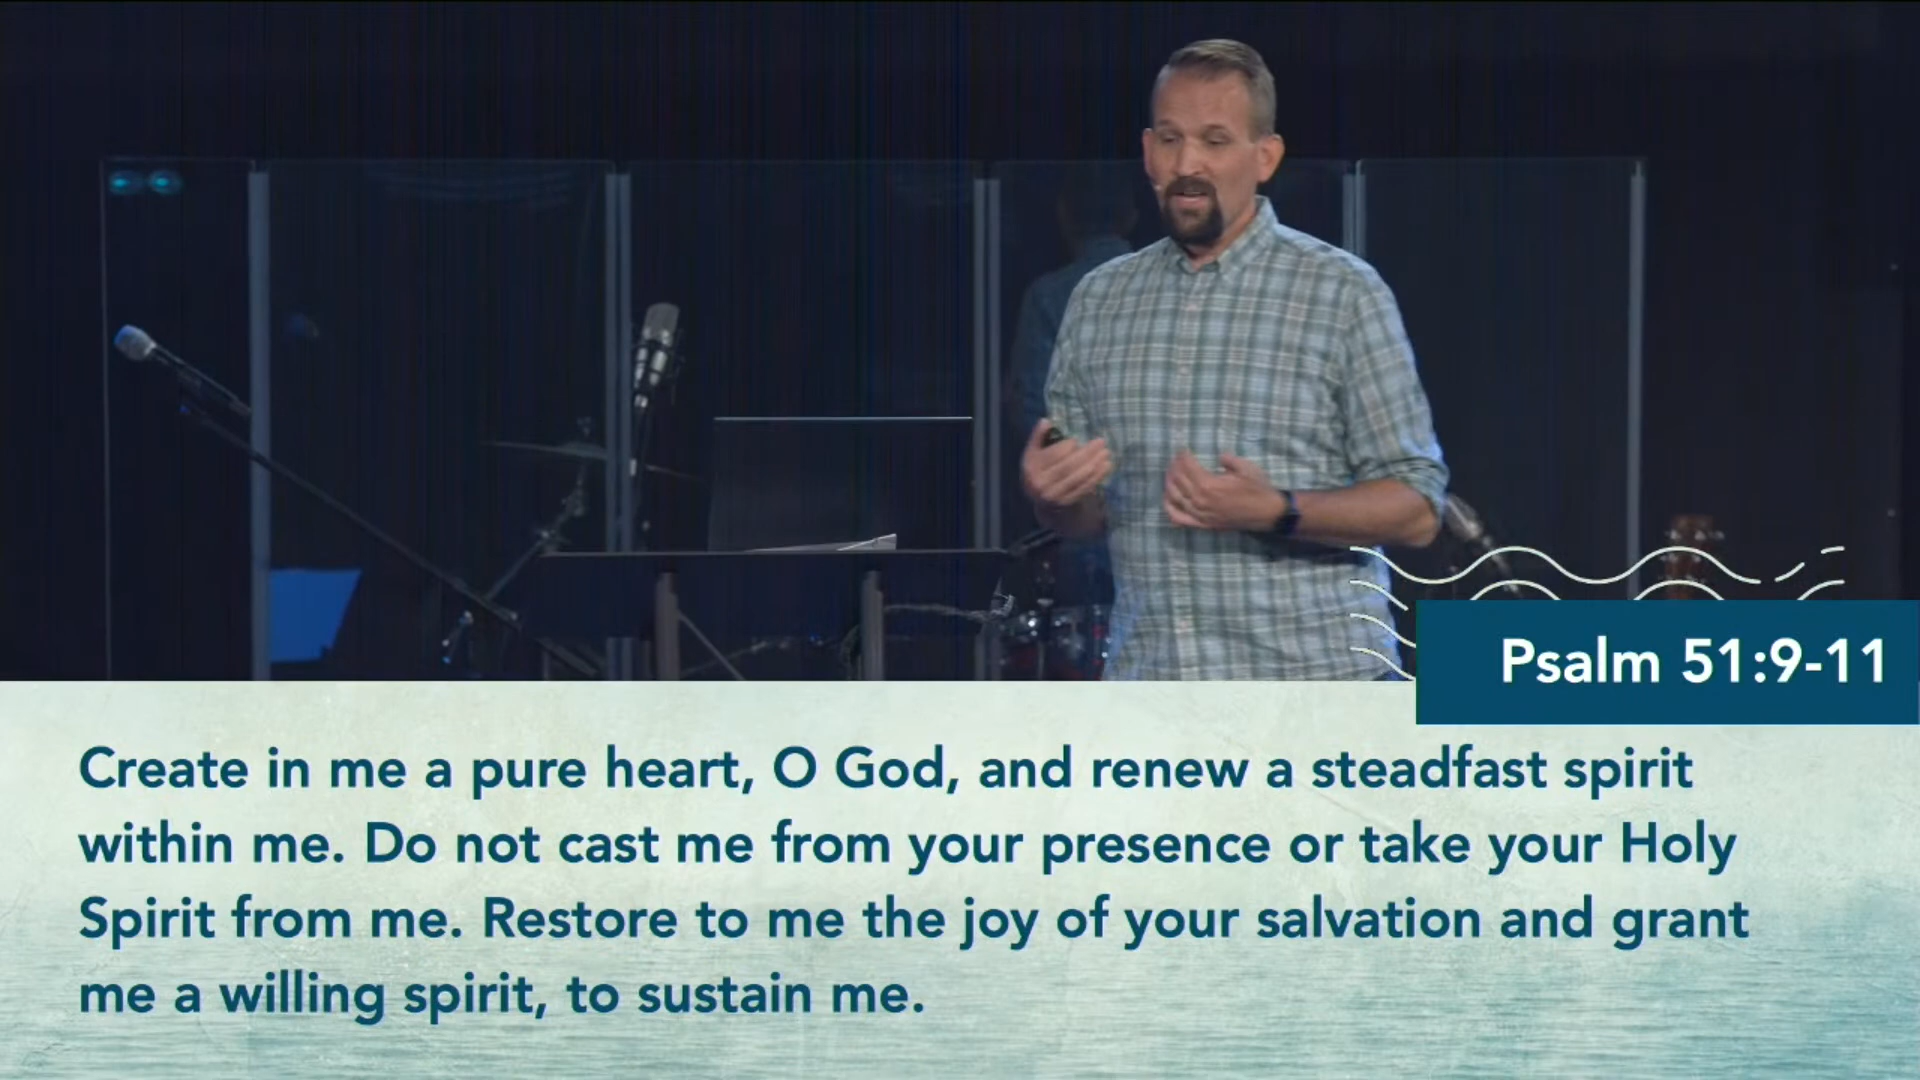 Psalm 51:9-11
Create in me a pure heart, O God, and renew a steadfast spirit
within me. Do not cast me from your presence or take your Holy
Spirit from me. Restore to me the joy of your salvation and grant
me a willing spirit, to sustain me.